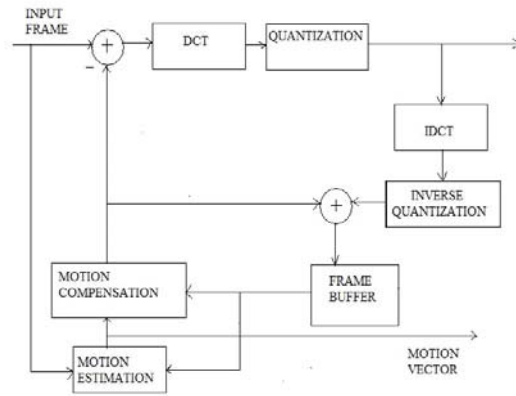 INPUT
FRAME
DCT
QUANTIZATION
+
−
IDCT
INVERSE
QUANTIZATION
+
MOTION
COMPENSATION
FRAME
BUFFER
MOTION
ESTIMATION
MOTION
VECTOR